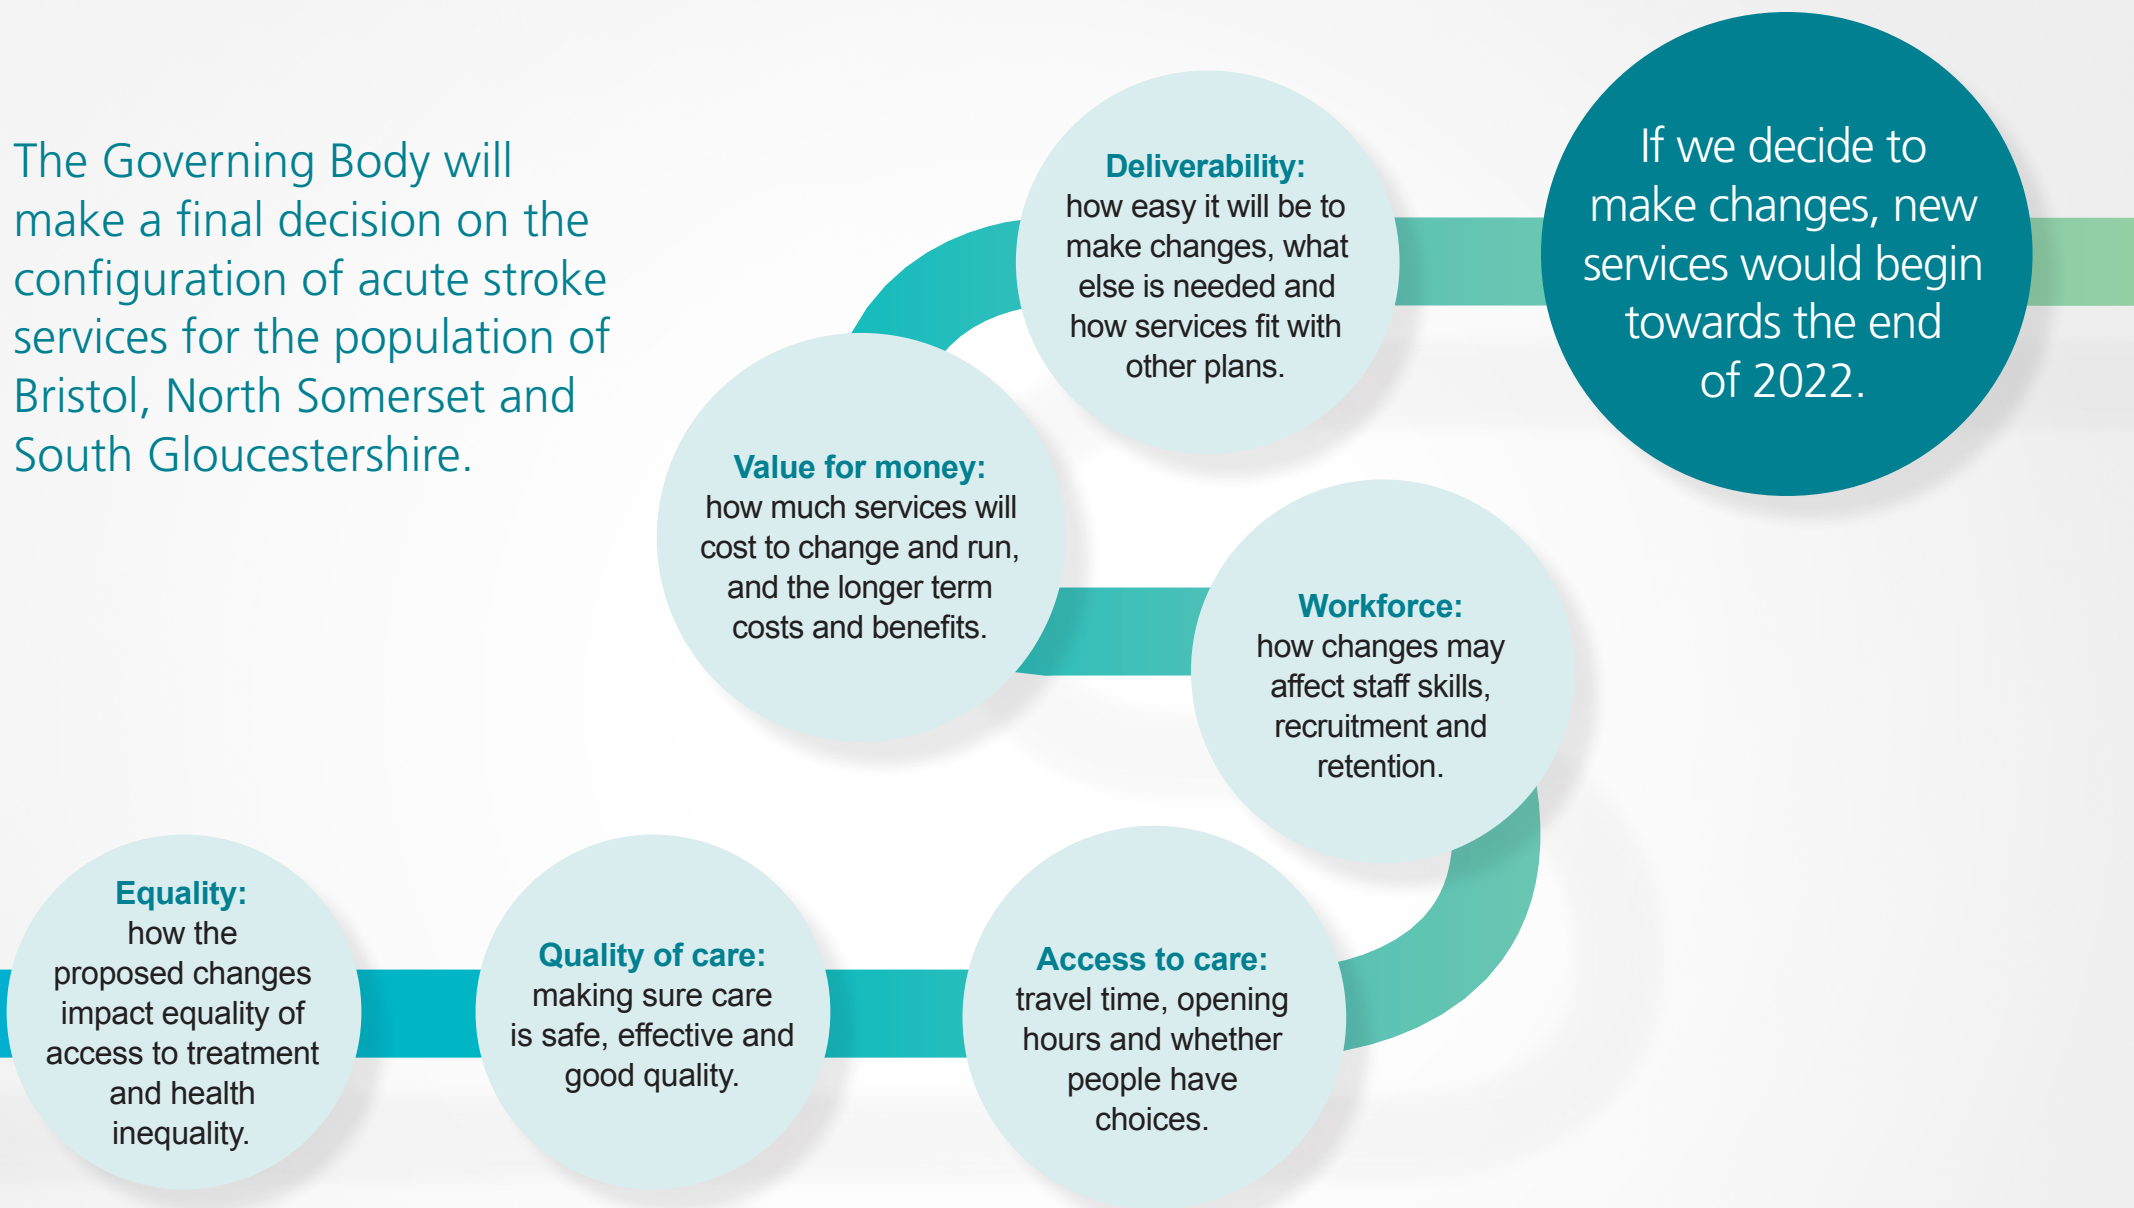 The Governing Body will
make a final decision on the
configuration of acute stroke
services for the population of
Bristol, North Somerset and
South Gloucestershire.
Equality:
how the
proposed changes
impact equality of
access to treatment
and health
inequality.
Quality of care:
making sure care
is safe, effective and
good quality.
Access to care:
travel time, opening
hours and whether
people have
choices.
Workforce:
how changes may
affect staff skills,
recruitment and
retention.
Value for money:
how much services will
cost to change and run,
and the longer term
costs and benefits.
Deliverability:
how easy it will be to
make changes, what
else is needed and
how services fit with
other plans.
If we decide to
make changes, new
services would begin
towards the end
of 2022.